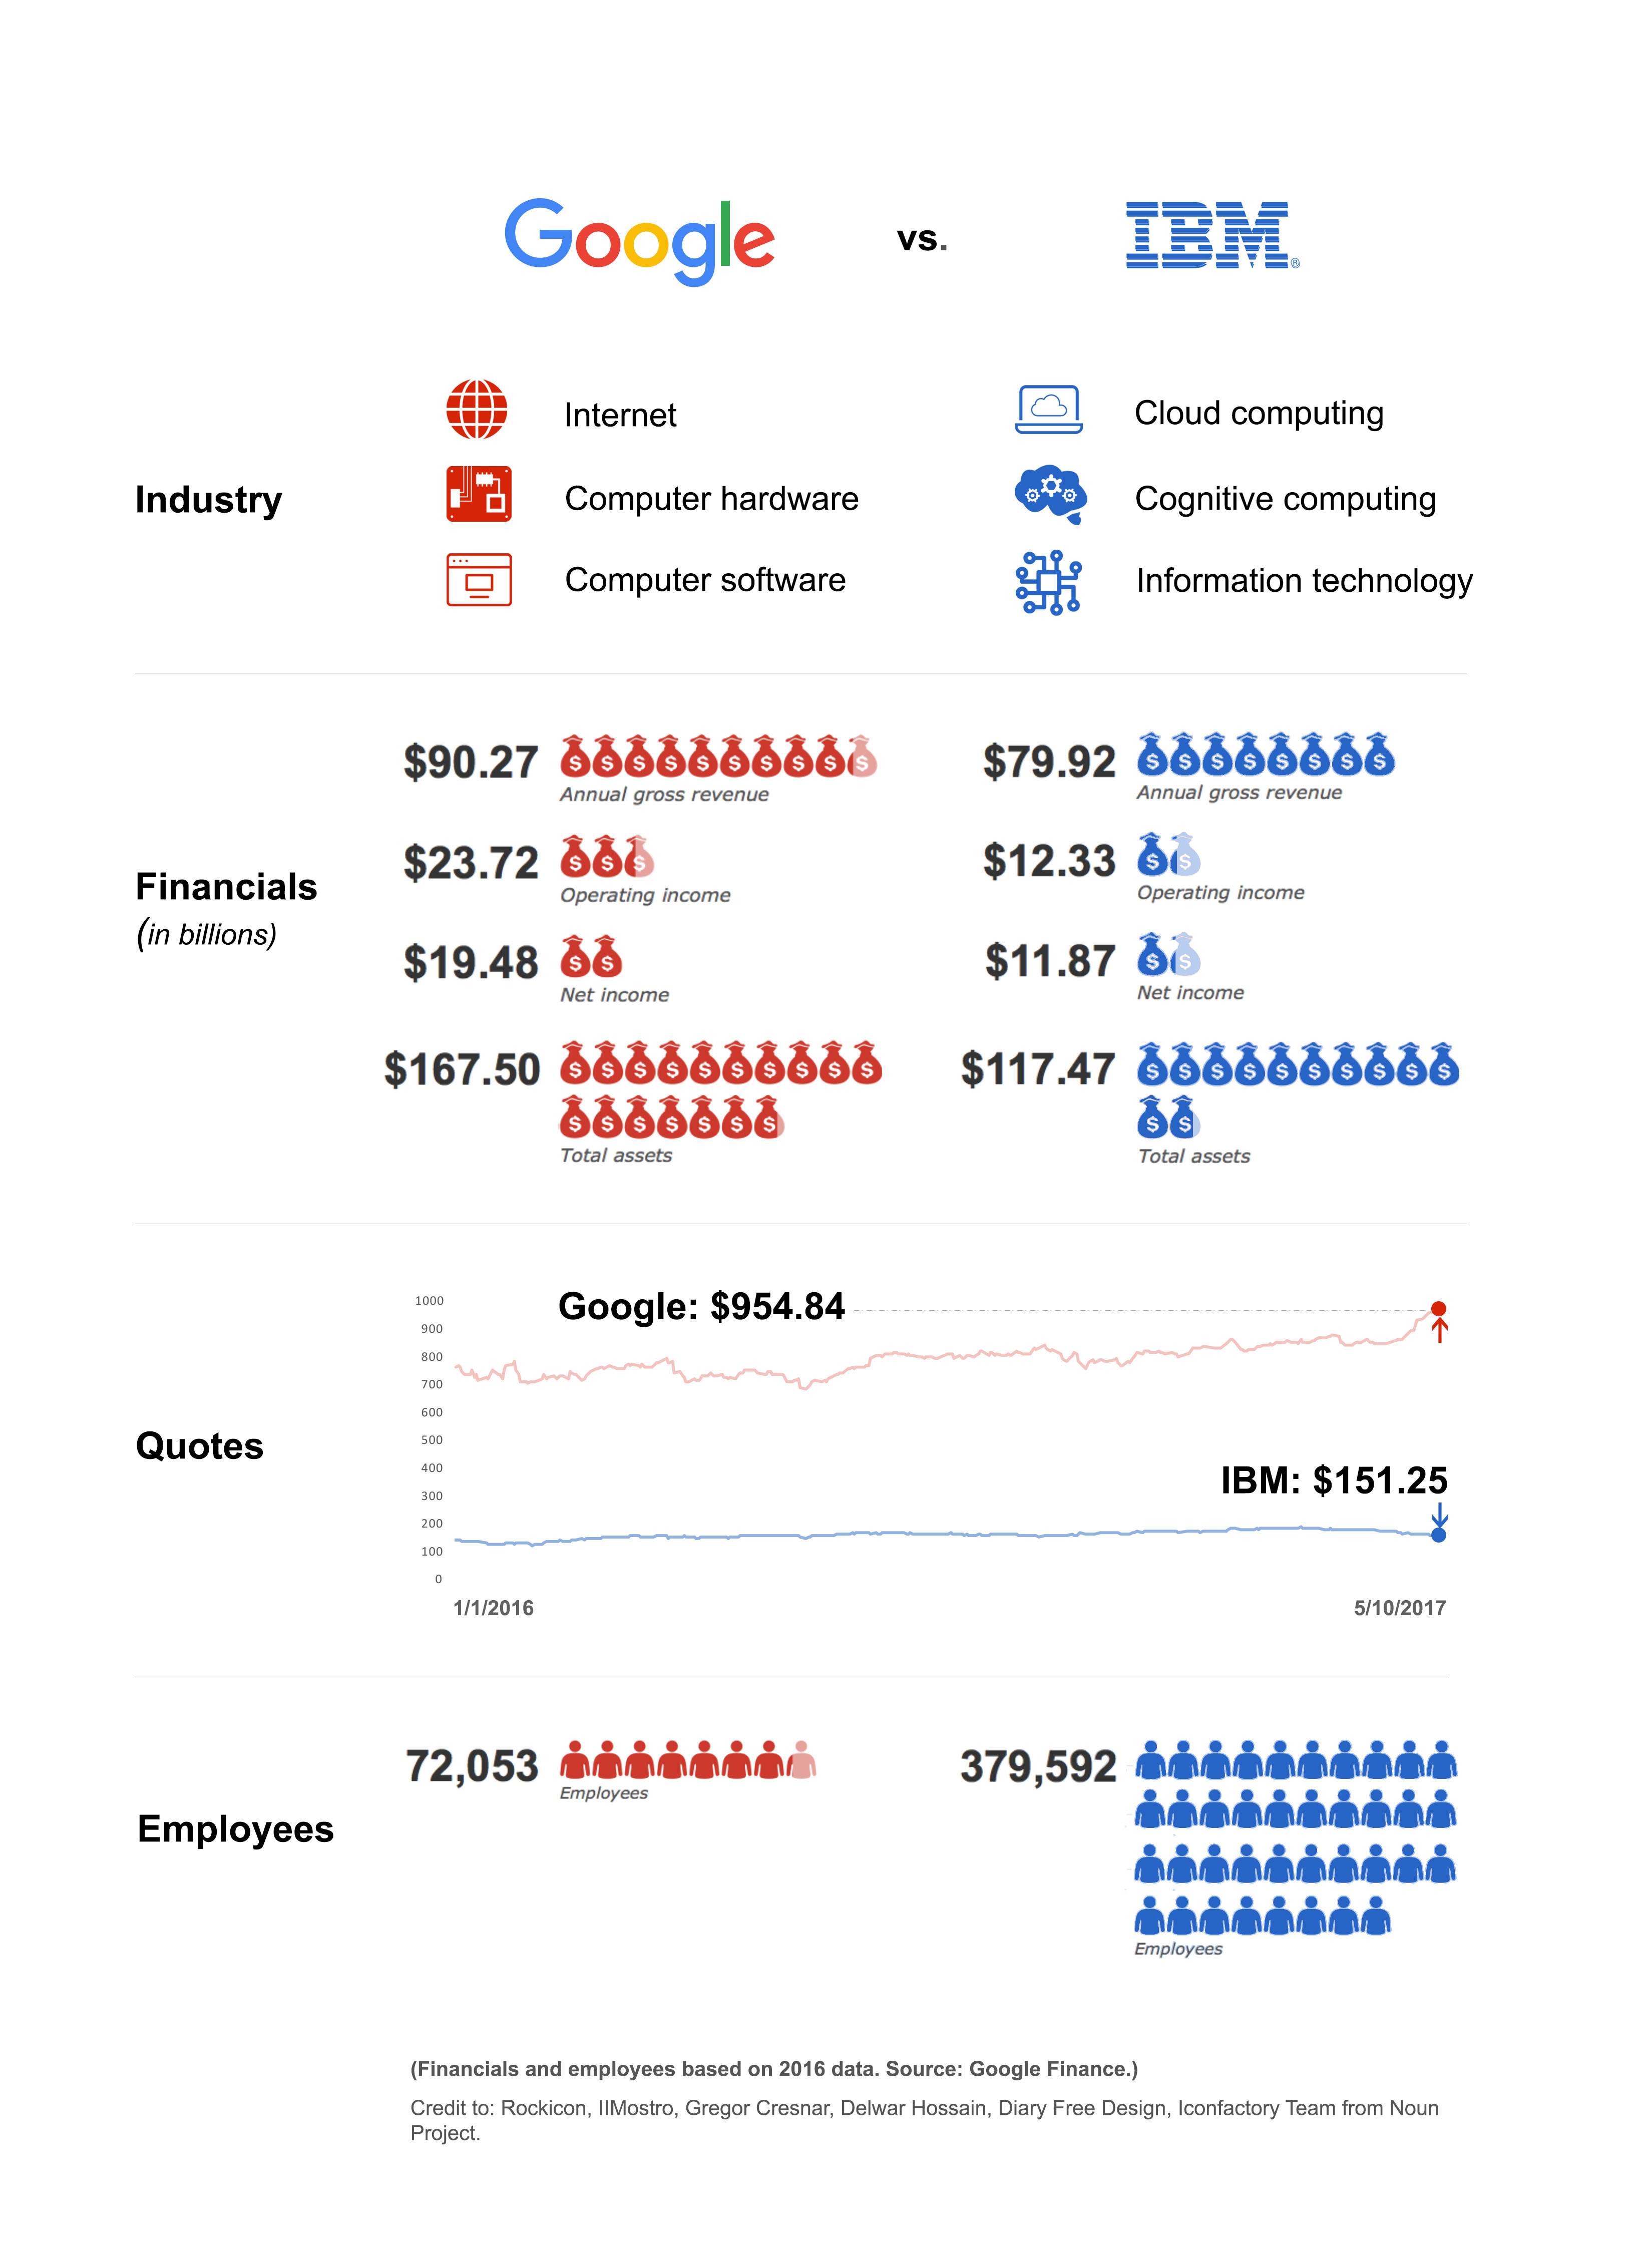 Google vs. IBM®
Internet
Cloud computing
Industry
Computer hardware
Cognitive computing
Computer software
Information technology
$90.27
Annual gross revenue
$79.92
Annual gross revenue
$23.72
Operating income
$12.33
Operating income
Financials
(in billions)
$19.48
Net income
$11.87
Net income
$167.50
Total assets
$117.47
Total assets
Quotes
Google: $954.84
IBM: $151.25
1000
900
800
700
600
500
400
300
200
100
0
1/1/2016
5/10/2017
Employees
72,053
Employees
379,592
Employees
(Financials and employees based on 2016 data. Source: Google Finance.)
Credit to: Rockicon, IIMostro, Gregor Cresnar, Delwar Hossain, Diary Free Design, Iconfactory Team from Noun
Project.